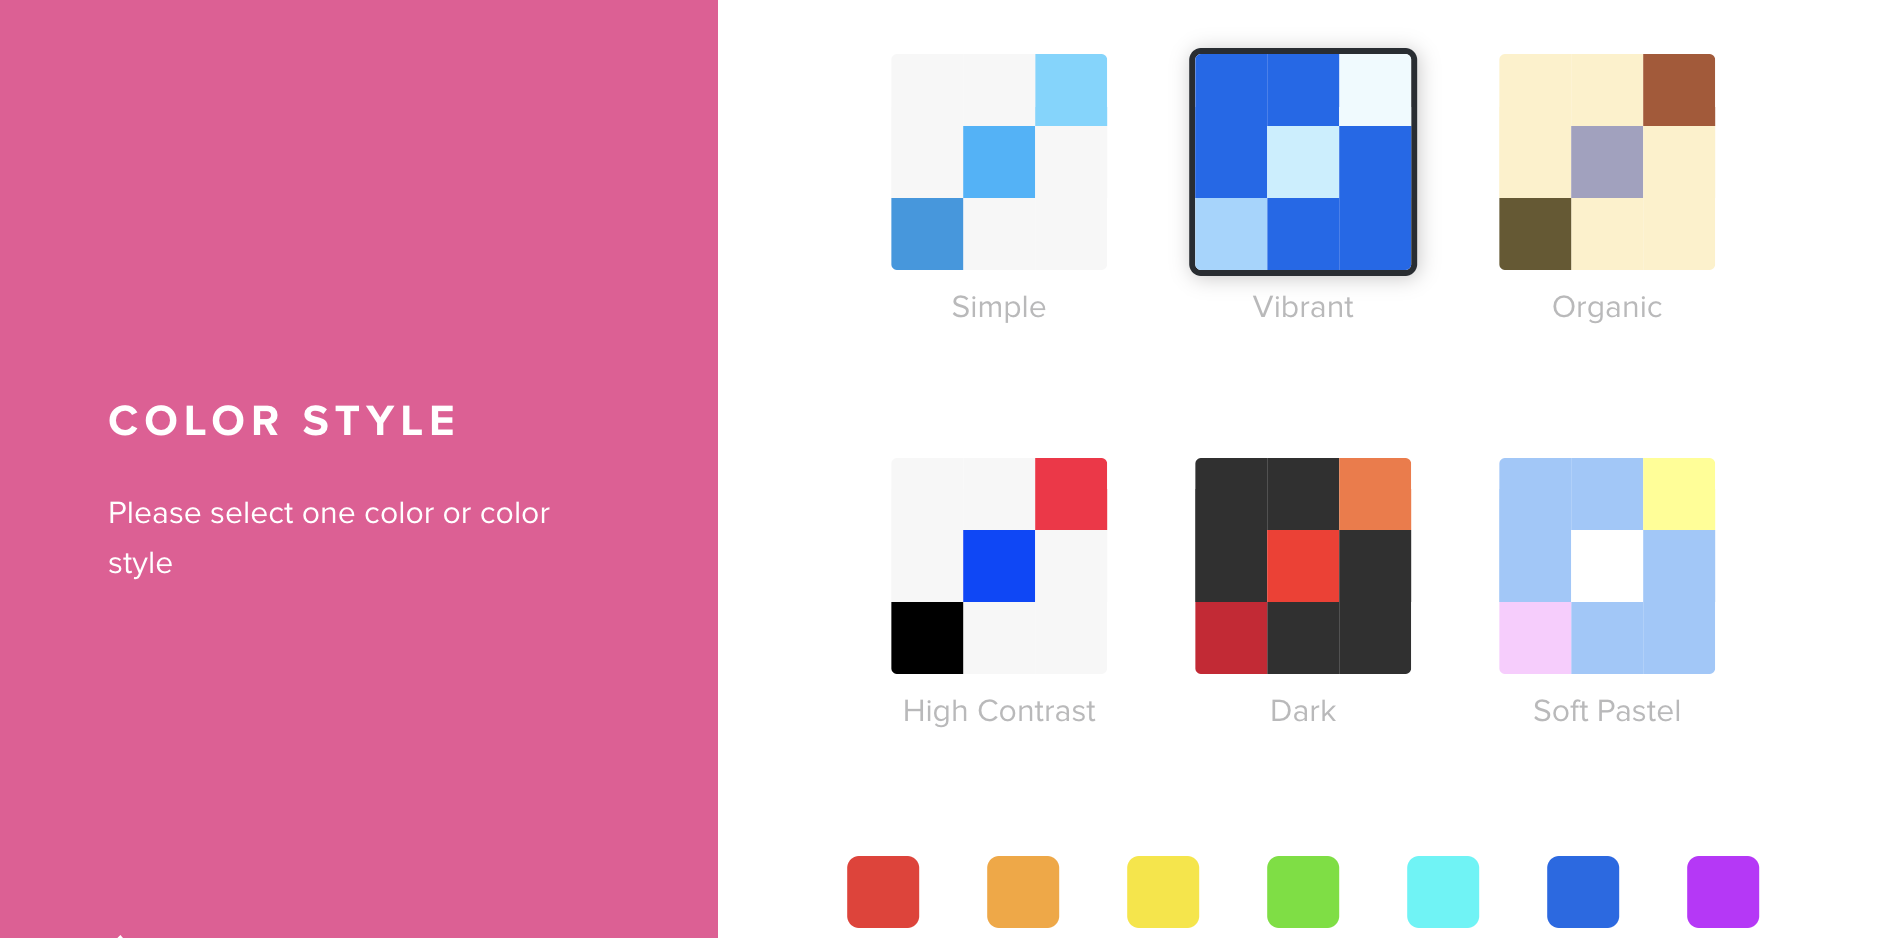 COLOR STYLE
Please select one color or color
style
Simple
Vibrant
Organic
High Contrast
Dark
Soft Pastel